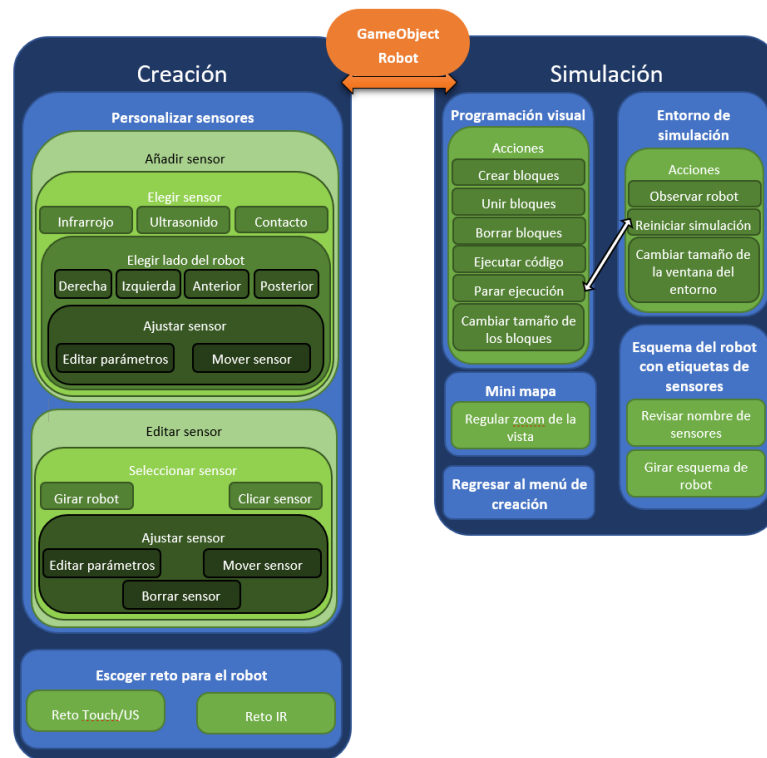 GameObject
Robot
Creación
Personalizar sensores
Añadir sensor
Elegir sensor
Infrarrojo
Ultrasonido
Contacto
Elegir lado del robot
Derecha
Izquierda
Anterior
Posterior
Ajustar sensor
Editar parámetros
Mover sensor
Editar sensor
Seleccionar sensor
Girar robot
Clicar sensor
Ajustar sensor
Editar parámetros
Mover sensor
Borrar sensor
Escoger reto para el robot
Reto Touch/US
Reto IR
Simulación
Programación visual
Acciones
Crear bloques
Unir bloques
Borrar bloques
Ejecutar código
Parar ejecución
Cambiar tamaño de
los bloques
Mini mapa
Regular zoom de la
vista
Regresar al menú de
creación
Entorno de
simulación
Acciones
Observar robot
Reiniciar simulación
Cambiar tamaño de
la ventana del
entorno
Esquema del robot
con etiquetas de
sensores
Revisar nombre de
sensores
Girar esquema de
robot